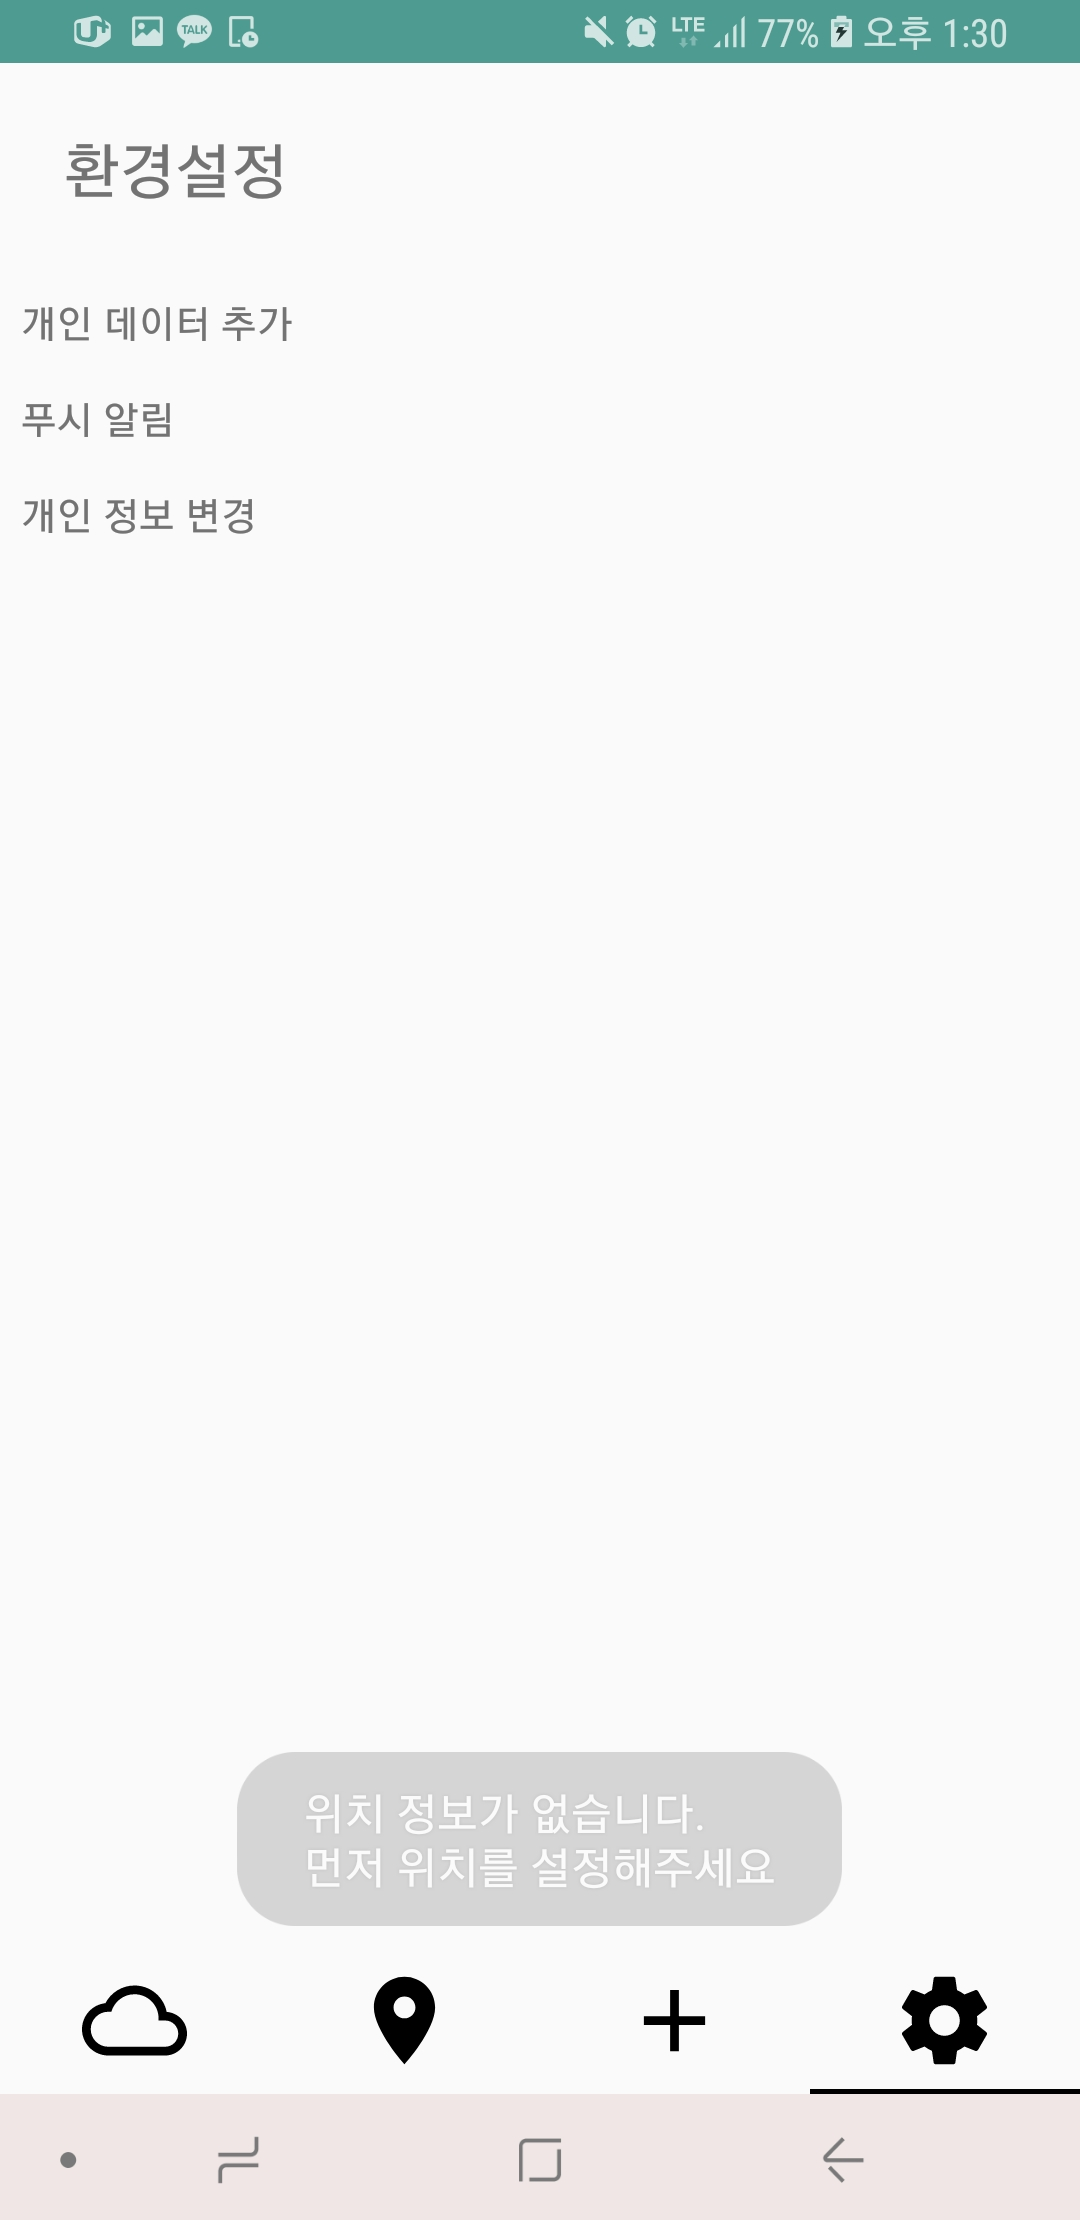 TALK LTE 77% 오후 1:30
환경설정
개인 데이터 추가
푸시 알림
개인 정보 변경
위치 정보가 없습니다.
먼저 위치를 설정해주세요